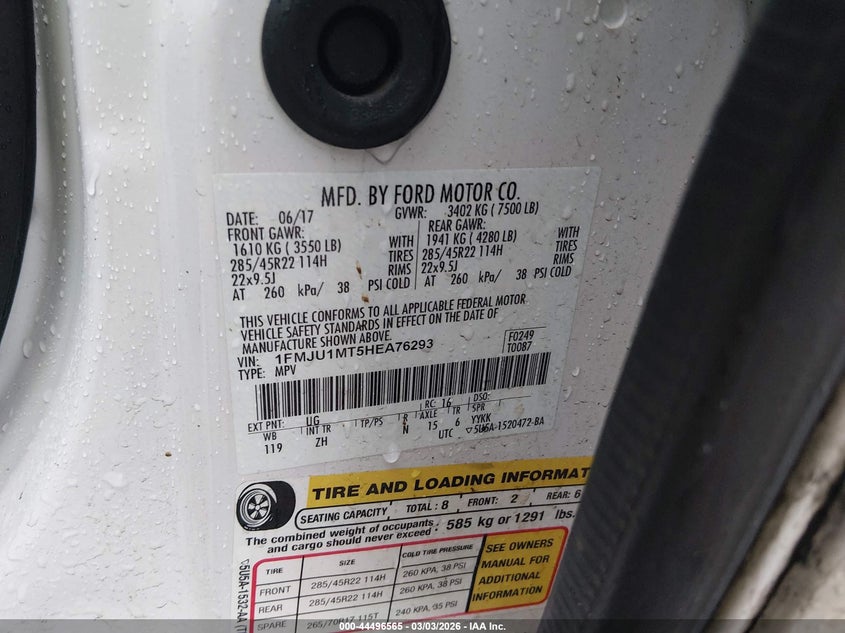 MFD. BY FORD MOTOR CO.
DATE: 06/17 GVWR: 3402 KG ( 7500 LB)
FRONT GAWR: REAR GAWR:
1610 KG ( 3550 LB) WITH 1941 KG ( 4280 LB) WITH
285/45R22 114H TIRES 285/45R22 114H TIRES
22x9.5J RIMS 22x9.5J RIMS
AT 260 kPa/ 38 PSI COLD AT 260 kPa/ 38 PSI COLD
THIS VEHICLE CONFORMS TO ALL APPLICABLE FEDERAL MOTOR
VEHICLE SAFETY STANDARDS IN EFFECT ON THE DATE OF
MANUFACTURE SHOWN ABOVE.
VIN: 1FMJU1MT5HEA76293 F0249
TYPE: MPV T0087
EXT PNT: UG RC: 16 DSO:
WB INT TR TP/PS R AXLE TR SPR
119 ZH N 15 6 YYKK
UTC ▽5U5A-1520472-BA
TIRE AND LOADING INFORMAT
SEATING CAPACITY TOTAL: 8 FRONT: 2 REAR: 6
The combined weight of occupants
and cargo should never exceed: 585 kg or 1291 lbs.
TIRE SIZE COLD TIRE PRESSURE
FRONT 285/45R22 114H 260 KPA, 38 PSI
REAR 285/45R22 114H 260 KPA, 38 PSI
SPARE 265/70R17 115T 240 KPA, 35 PSI
SEE OWNERS
MANUAL FOR
ADDITIONAL
INFORMATION
5U5A-1532-AA
204. - 44496565 - 03/03/2026 - IAA Inc.